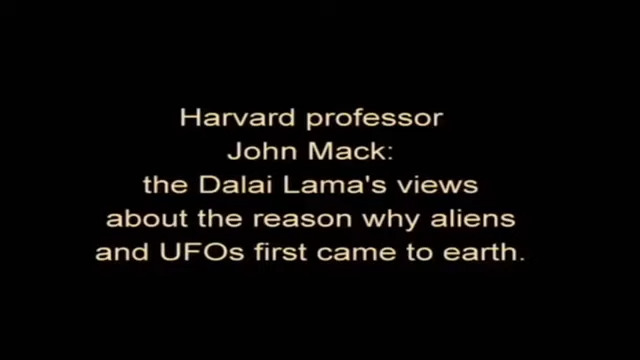 Harvard professor
John Mack:
the Dalai Lama's views
about the reason why aliens
and UFOs first came to earth.